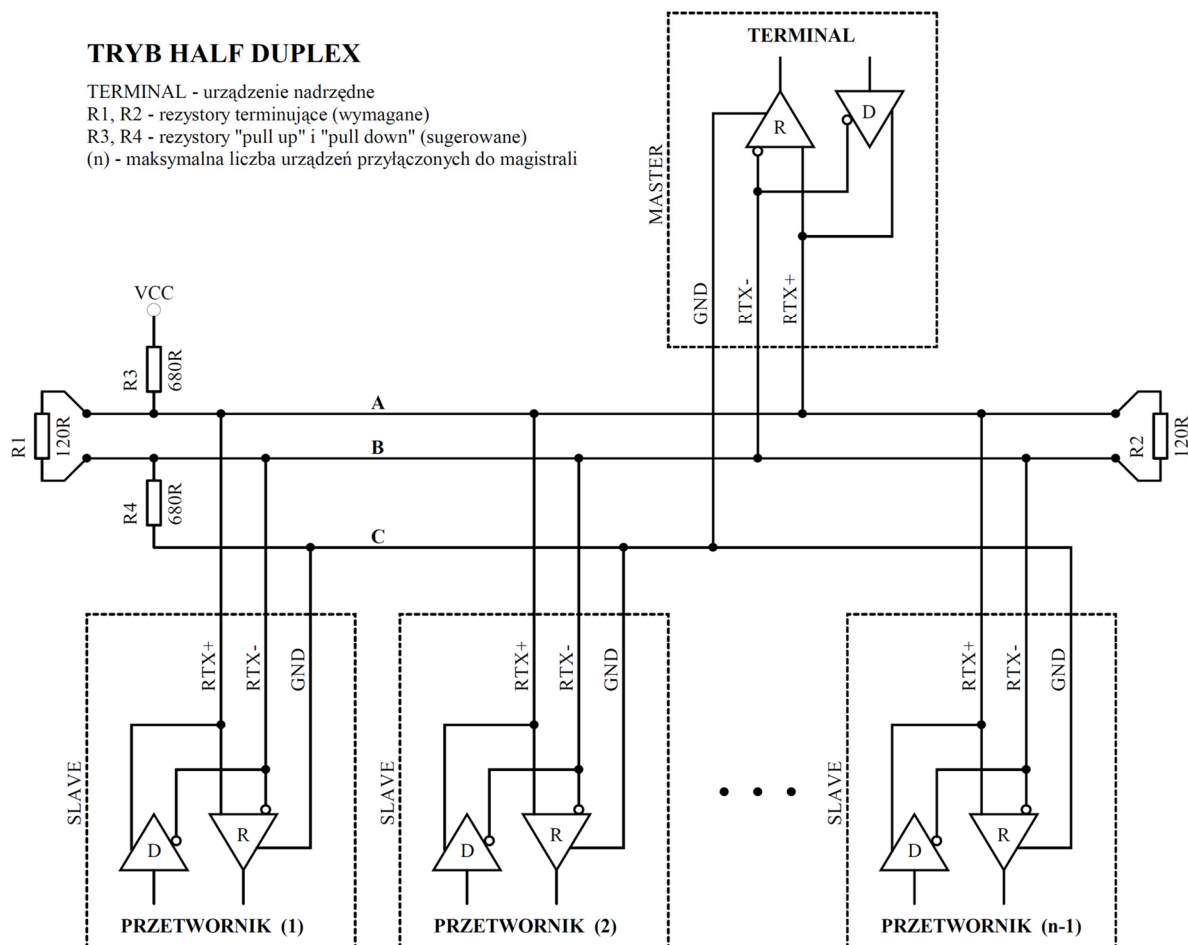 TRYB HALF DUPLEX
TERMINAL - urządzenie nadrzędne
R1, R2 - rezystory terminujące (wymagane)
R3, R4 - rezystory "pull up" i "pull down" (sugerowane)
(n) - maksymalna liczba urządzeń przyłączonych do magistrali
TERMINAL
R
D
MASTER
GND
RTX-
RTX+
VCC
R3
680R
A
R1
120R
B
R2
120R
R4
680R
C
SLAVE
RTX+
RTX-
GND
D
R
PRZETWORNIK (1)
SLAVE
RTX+
RTX-
GND
D
R
PRZETWORNIK (2)
SLAVE
RTX+
RTX-
GND
D
R
PRZETWORNIK (n-1)